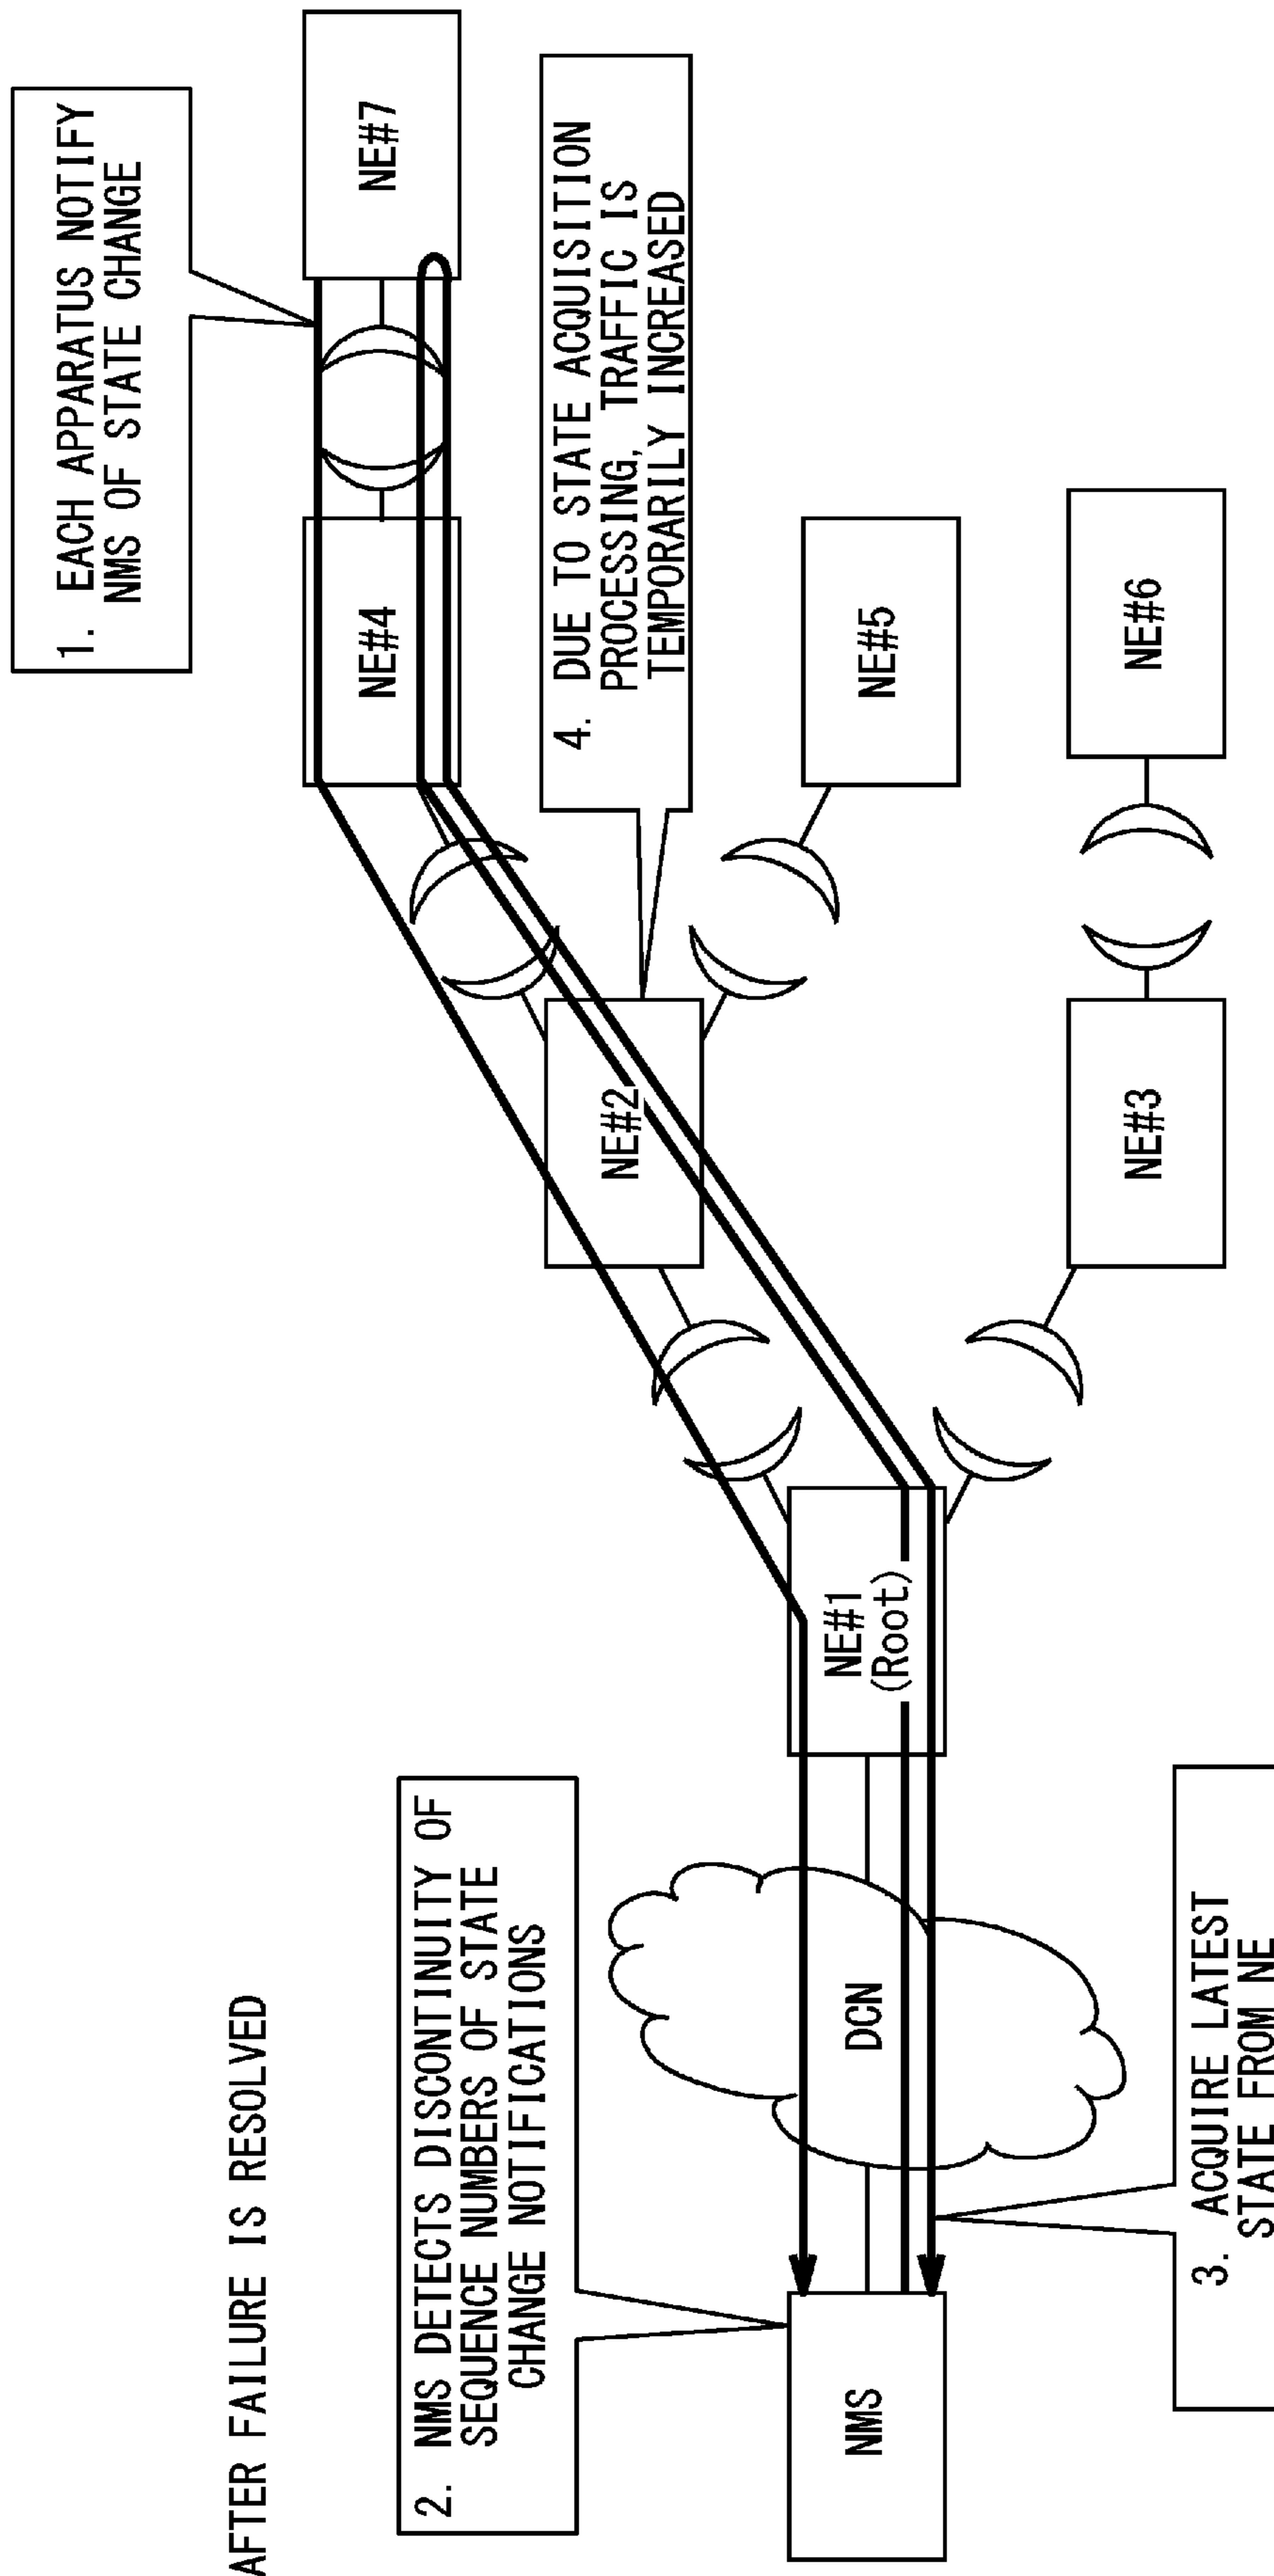 AFTER FAILURE IS RESOLVED
1. EACH APPARATUS NOTIFY
NMS OF STATE CHANGE
2. NMS DETECTS DISCONTINUITY OF
SEQUENCE NUMBERS OF STATE
CHANGE NOTIFICATIONS
NE#4
NE#7
4. DUE TO STATE ACQUISITION
PROCESSING, TRAFFIC IS
TEMPORARILY INCREASED
NE#2
NMS
DCN
NE#1
(Root)
NE#5
NE#3
NE#6
3. ACQUIRE LATEST
STATE FROM NE